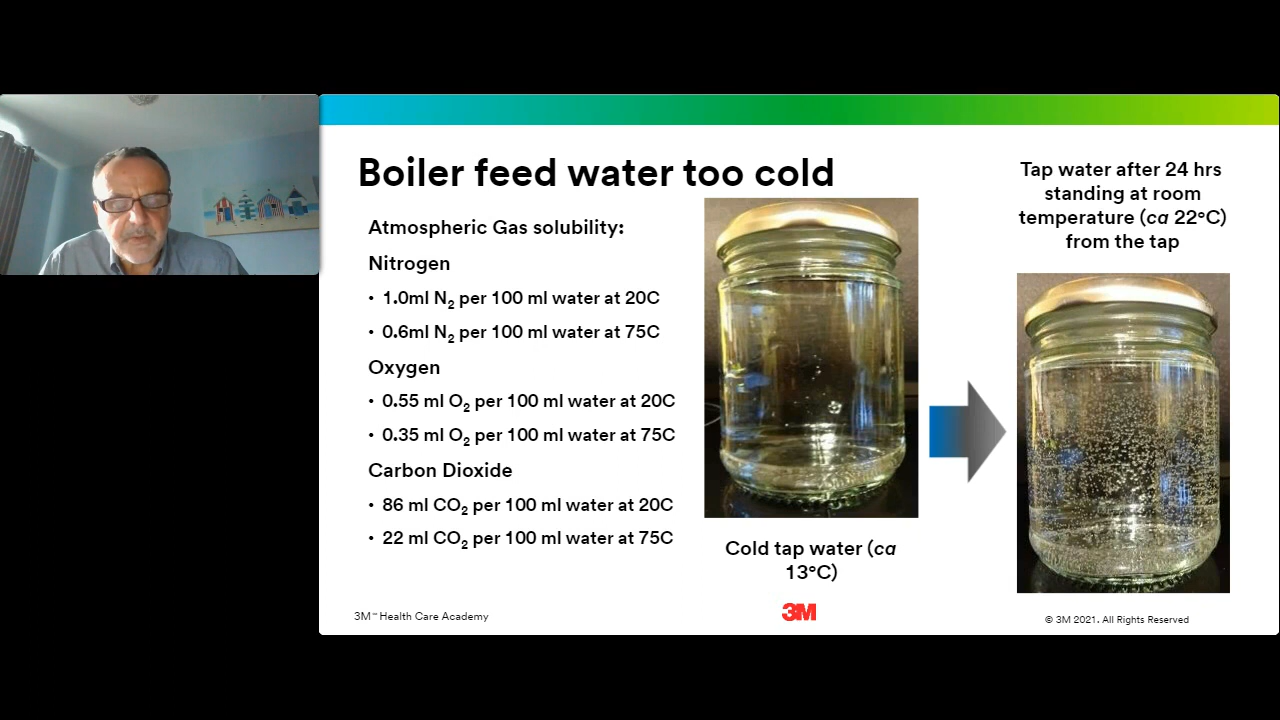 Boiler feed water too cold
Atmospheric Gas solubility:
Nitrogen
• 1.0ml N₂ per 100 ml water at 20C
• 0.6ml N₂ per 100 ml water at 75C
Oxygen
• 0.55 ml O₂ per 100 ml water at 20C
• 0.35 ml O₂ per 100 ml water at 75C
Carbon Dioxide
• 86 ml CO₂ per 100 ml water at 20C
• 22 ml CO₂ per 100 ml water at 75C
Cold tap water (ca
13°C)
Tap water after 24 hrs
standing at room
temperature (ca 22°C)
from the tap
3M™ Health Care Academy
3M
© 3M 2021. All Rights Reserved